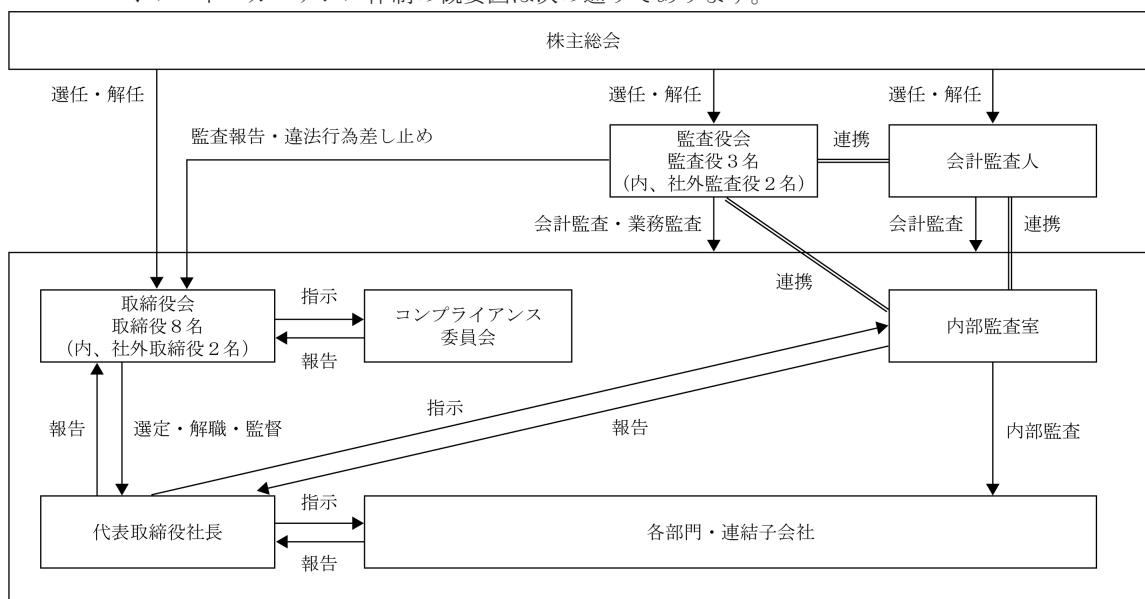 株主総会
選任・解任
選任・解任
選任・解任
監査報告・違法行為差し止め
監査役会
監査役３名
（内、社外監査役２名）
連携
会計監査人
会計監査・業務監査
会計監査
連携
連携
取締役会
取締役８名
（内、社外取締役２名）
指示
報告
コンプライアンス
委員会
内部監査室
報告
選定・解職・監督
指示
報告
内部監査
代表取締役社長
指示
報告
各部門・連結子会社